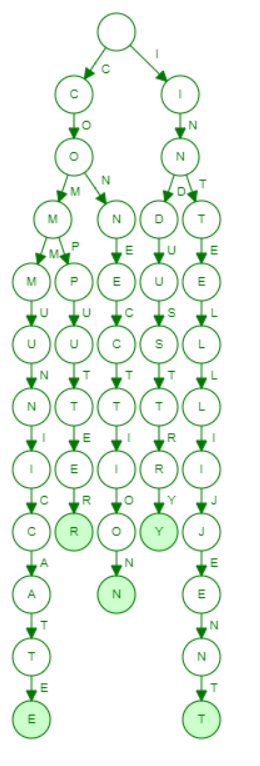 C I
C I
O N
O N
M N D T
M N D T
M P E U E
M P E U E
U U C S L
U U C S L
N T T T L
N T T T L
I E I R I
I E I R I
C R O Y J
C R O Y J
A N E
A N E
T N
T N
E T
E T